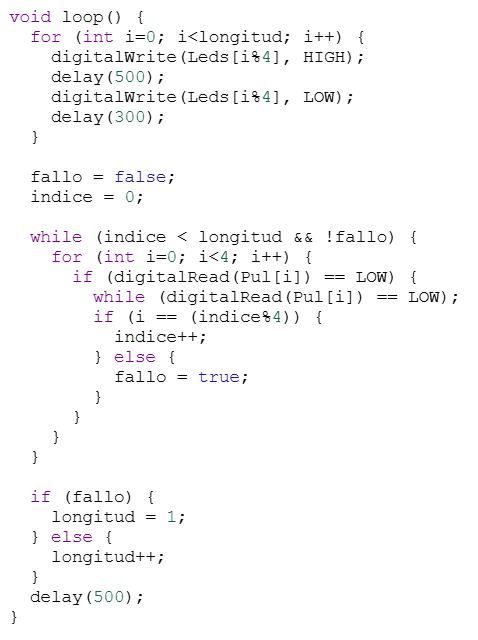 void loop() {
  for (int i=0; i<longitud; i++) {
    digitalWrite(Leds[i%4], HIGH);
    delay(500);
    digitalWrite(Leds[i%4], LOW);
    delay(300);
  }

  fallo = false;
  indice = 0;

  while (indice < longitud && !fallo) {
    for (int i=0; i<4; i++) {
      if (digitalRead(Pul[i]) == LOW) {
        while (digitalRead(Pul[i]) == LOW);
        if (i == (indice%4)) {
          indice++;
        } else {
          fallo = true;
        }
      }
    }
  }

  if (fallo) {
    longitud = 1;
  } else {
    longitud++;
  }
  delay(500);
}